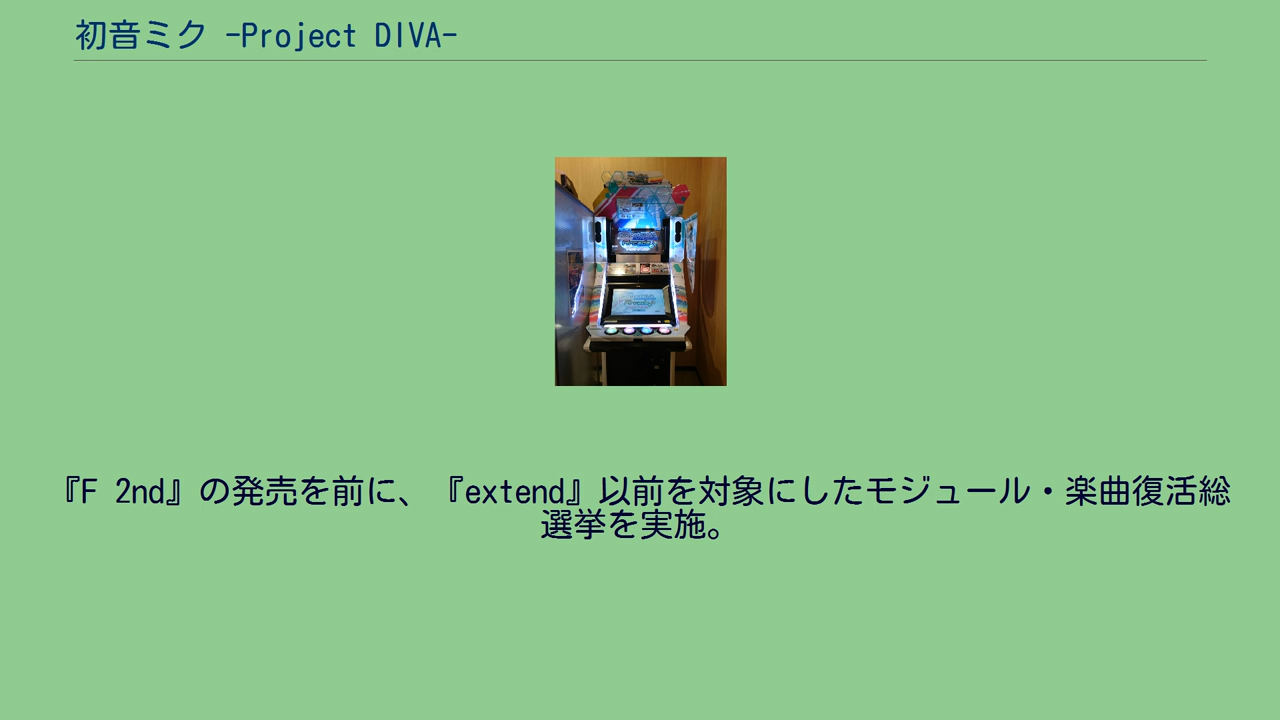 初音ミク -Project DIVA-
『F 2nd』の発売を前に、『extend』以前を対象にしたモジュール・楽曲復活総
選挙を実施。